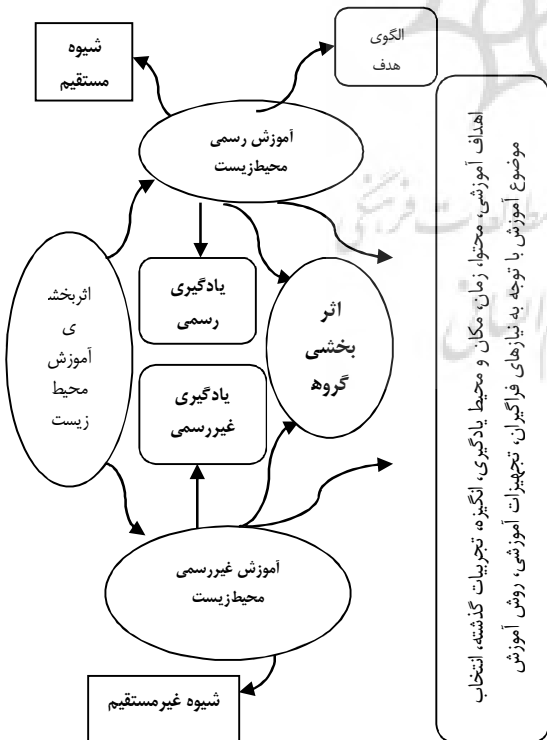 الگوی
هدف
شیوه
مستقیم
آموزش رسمی
محیط‌زیست
یادگیری
رسمی
اثربخش
ی
آموزش
محیط
زیست
اثر
بخشی
گروه
یادگیری
غیررسمی
آموزش غیررسمی
محیط‌زیست
شیوه غیرمستقیم
اهداف آموزشی، محتوا، زمان، مکان و محیط یادگیری، انگیزه، تجربیات گذشته، انتخاب
موضوع آموزش با توجه به نیازهای فراگیران، تجهیزات آموزشی، روش آموزش